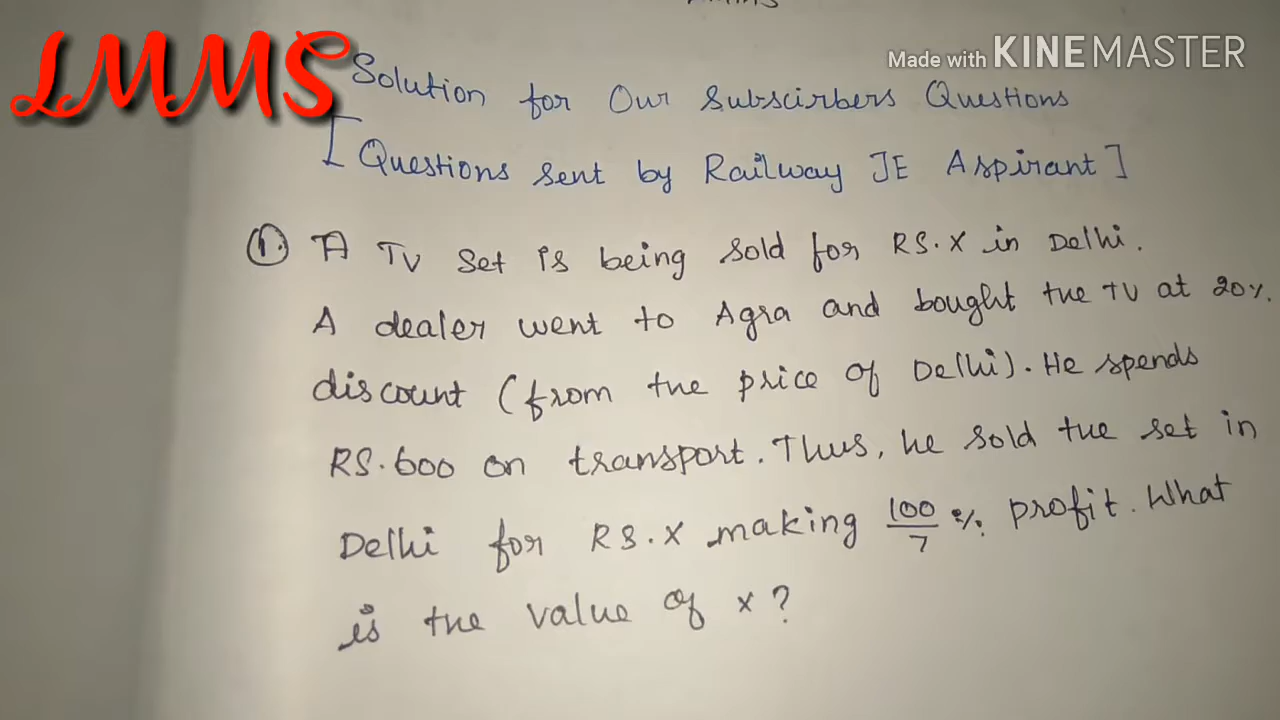 LMMS
Made with KINEMASTER
Solution for Our Subscirbers Questions
[Questions sent by Railway JE Aspirant]
1. A TV set is being sold for RS.X in Delhi.
A dealer went to Agra and bought the TV at 20%
discount (from the price of Delhi). He spends
RS.600 on transport. Thus, he sold the set in
Delhi for RS.X making 100/7 % profit. What
is the value of x?